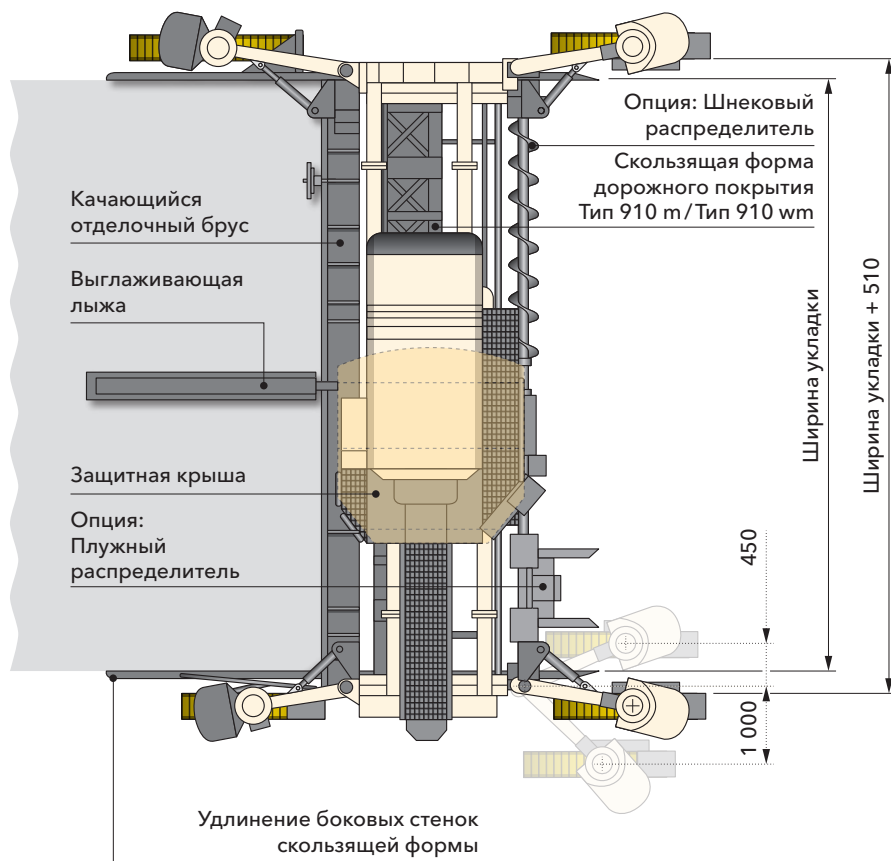 Опция: Шнековый
распределитель
Скользящая форма
дорожного покрытия
Тип 910 m / Тип 910 wm
Качающийся
отделочный брус
Выглаживающая
лыжа
Защитная крыша
Опция:
Плужный
распределитель
Ширина укладки
Ширина укладки + 510
450
1 000
Удлинение боковых стенок
скользящей формы